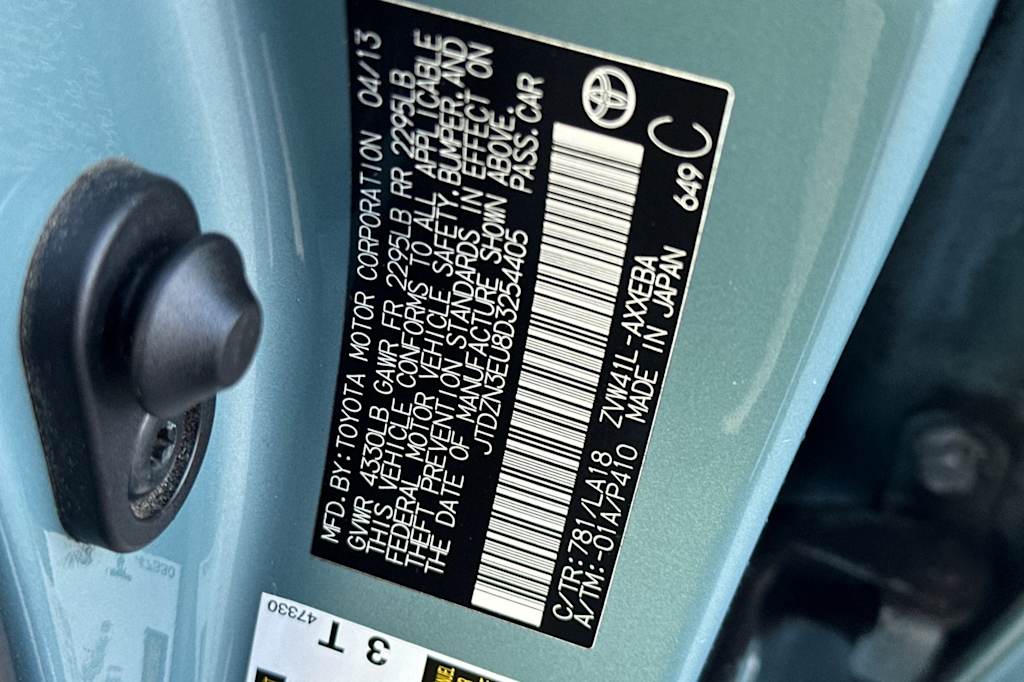 MFD. BY: TOYOTA MOTOR CORPORATION 04/13
GVWR 4330LB GAWR FR 2295LB RR 2295LB
THIS VEHICLE CONFORMS TO ALL APPLICABLE
FEDERAL MOTOR VEHICLE SAFETY, BUMPER, AND
THEFT PREVENTION STANDARDS IN EFFECT ON
THE DATE OF MANUFACTURE SHOWN ABOVE.
JTDZN3EU8D3254405 PASS. CAR
C/TR:781/LA18 ZVW41L-AXXEBA
A/TM:-01A/P410 MADE IN JAPAN
649 C
47330
3 T